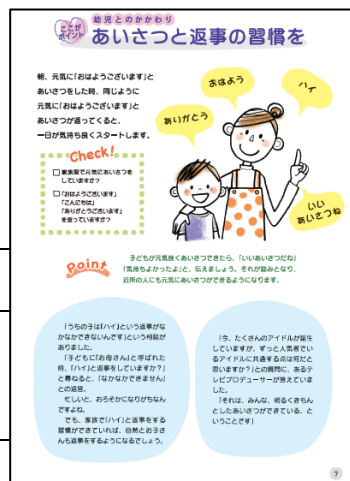 ここがポイント
幼児とのかかわり
あいさつと返事の習慣を
朝、元気に「おはようございます」と
あいさつをした時、同じように
元気に「おはようございます」と
あいさつが返ってくると、
一日が気持ち良くスタートします。
おはよう
ハイ
ありがとう
いい
あいさつね
Check!
□家族間で元気にあいさつを
していますか？
□「おはようございます」
「こんにちは」
「ありがとうございます」
を言っていますか？
Point
子どもが元気良くあいさつできたら、「いいあいさつだね」
「気持ちよかったよ」と、伝えましょう。それが励みとなり、
近所の人にも元気にあいさつができるようになります。
「うちの子は「ハイ」という返事がな
かなかできないんです」という相談が
ありました。
「子どもに「お母さん」と呼ばれた
時、「ハイ」と返事をしていますか？」
と尋ねると、「なかなかできません」
との返答。
忙しいと、おろそかになりがちなん
ですよね。
でも、家族で「ハイ」と返事をする
習慣ができていれば、自然とお子さ
んも返事をするようになるでしょう。
「今、たくさんのアイドルが誕生
していますが、ずっと人気者でい
るアイドルに共通する点は何だと
思いますか？」との質問に、あるテ
レビプロデューサーが答えていま
した。
「それは、みんな、明るくきちん
としたあいさつができている、と
いうことです」
7